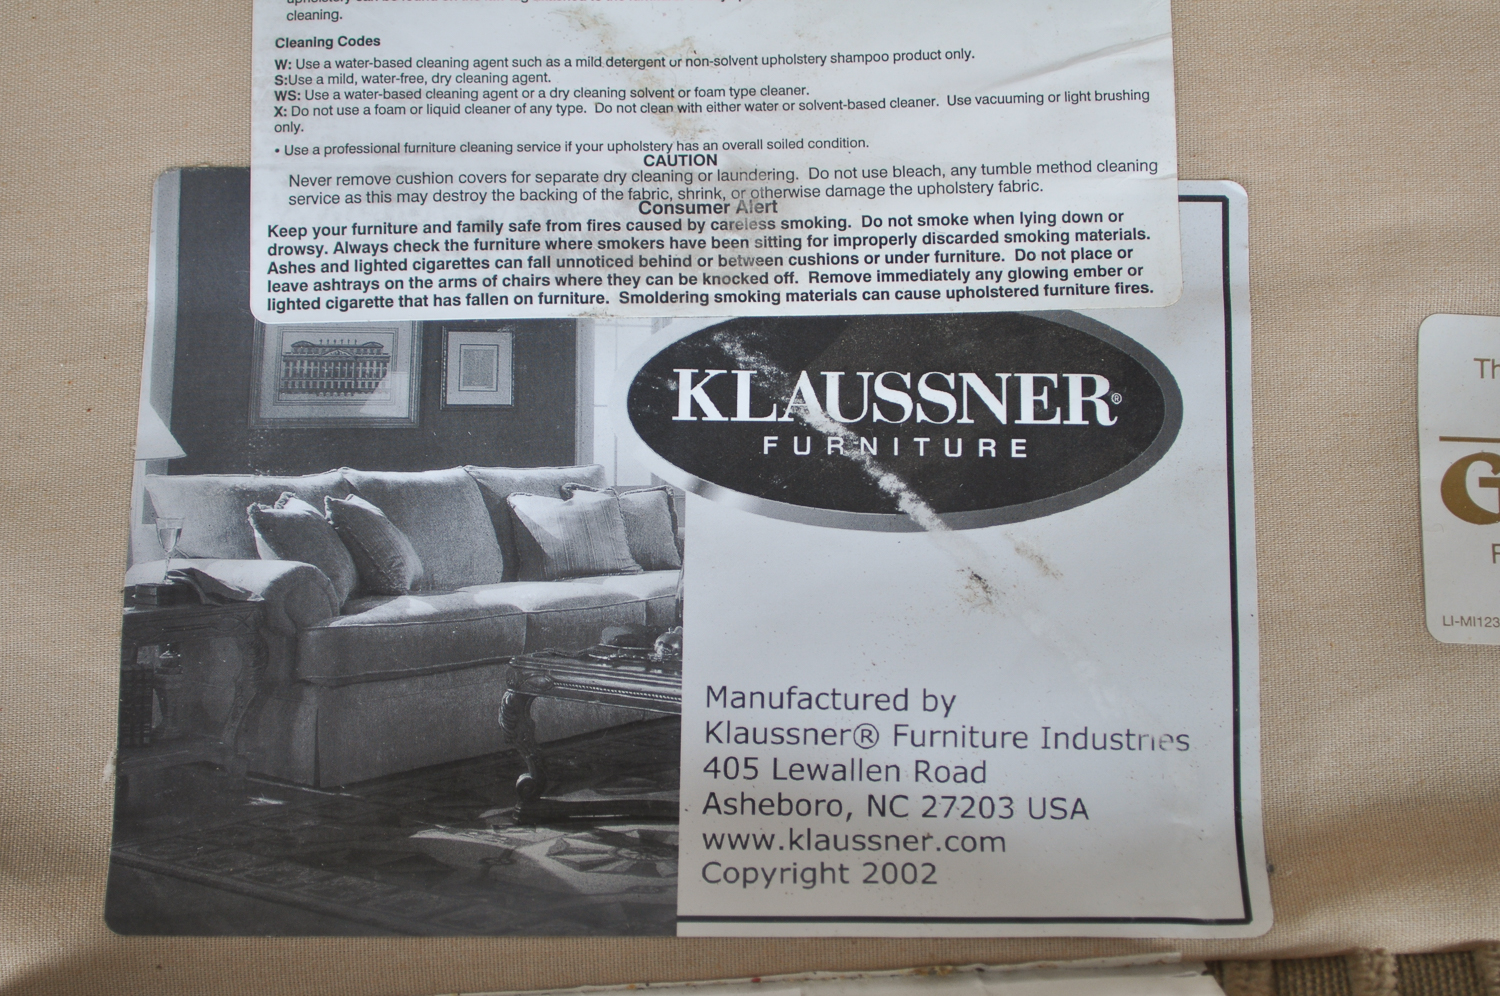 cleaning.
Cleaning Codes
W: Use a water-based cleaning agent such as a mild detergent or non-solvent upholstery shampoo product only.
S:Use a mild, water-free, dry cleaning agent.
WS: Use a water-based cleaning agent or a dry cleaning solvent or foam type cleaner.
X: Do not use a foam or liquid cleaner of any type. Do not clean with either water or solvent-based cleaner. Use vacuuming or light brushing
only.
• Use a professional furniture cleaning service if your upholstery has an overall soiled condition.
CAUTION
Never remove cushion covers for separate dry cleaning or laundering. Do not use bleach, any tumble method cleaning
service as this may destroy the backing of the fabric, shrink, or otherwise damage the upholstery fabric.
Consumer Alert
Keep your furniture and family safe from fires caused by careless smoking. Do not smoke when lying down or
drowsy. Always check the furniture where smokers have been sitting for improperly discarded smoking materials.
Ashes and lighted cigarettes can fall unnoticed behind or between cushions or under furniture. Do not place or
leave ashtrays on the arms of chairs where they can be knocked off. Remove immediately any glowing ember or
lighted cigarette that has fallen on furniture. Smoldering smoking materials can cause upholstered furniture fires.
KLAUSSNER®
FURNITURE
Manufactured by
Klaussner® Furniture Industries
405 Lewallen Road
Asheboro, NC 27203 USA
www.klaussner.com
Copyright 2002
Th
G
LI-MI123